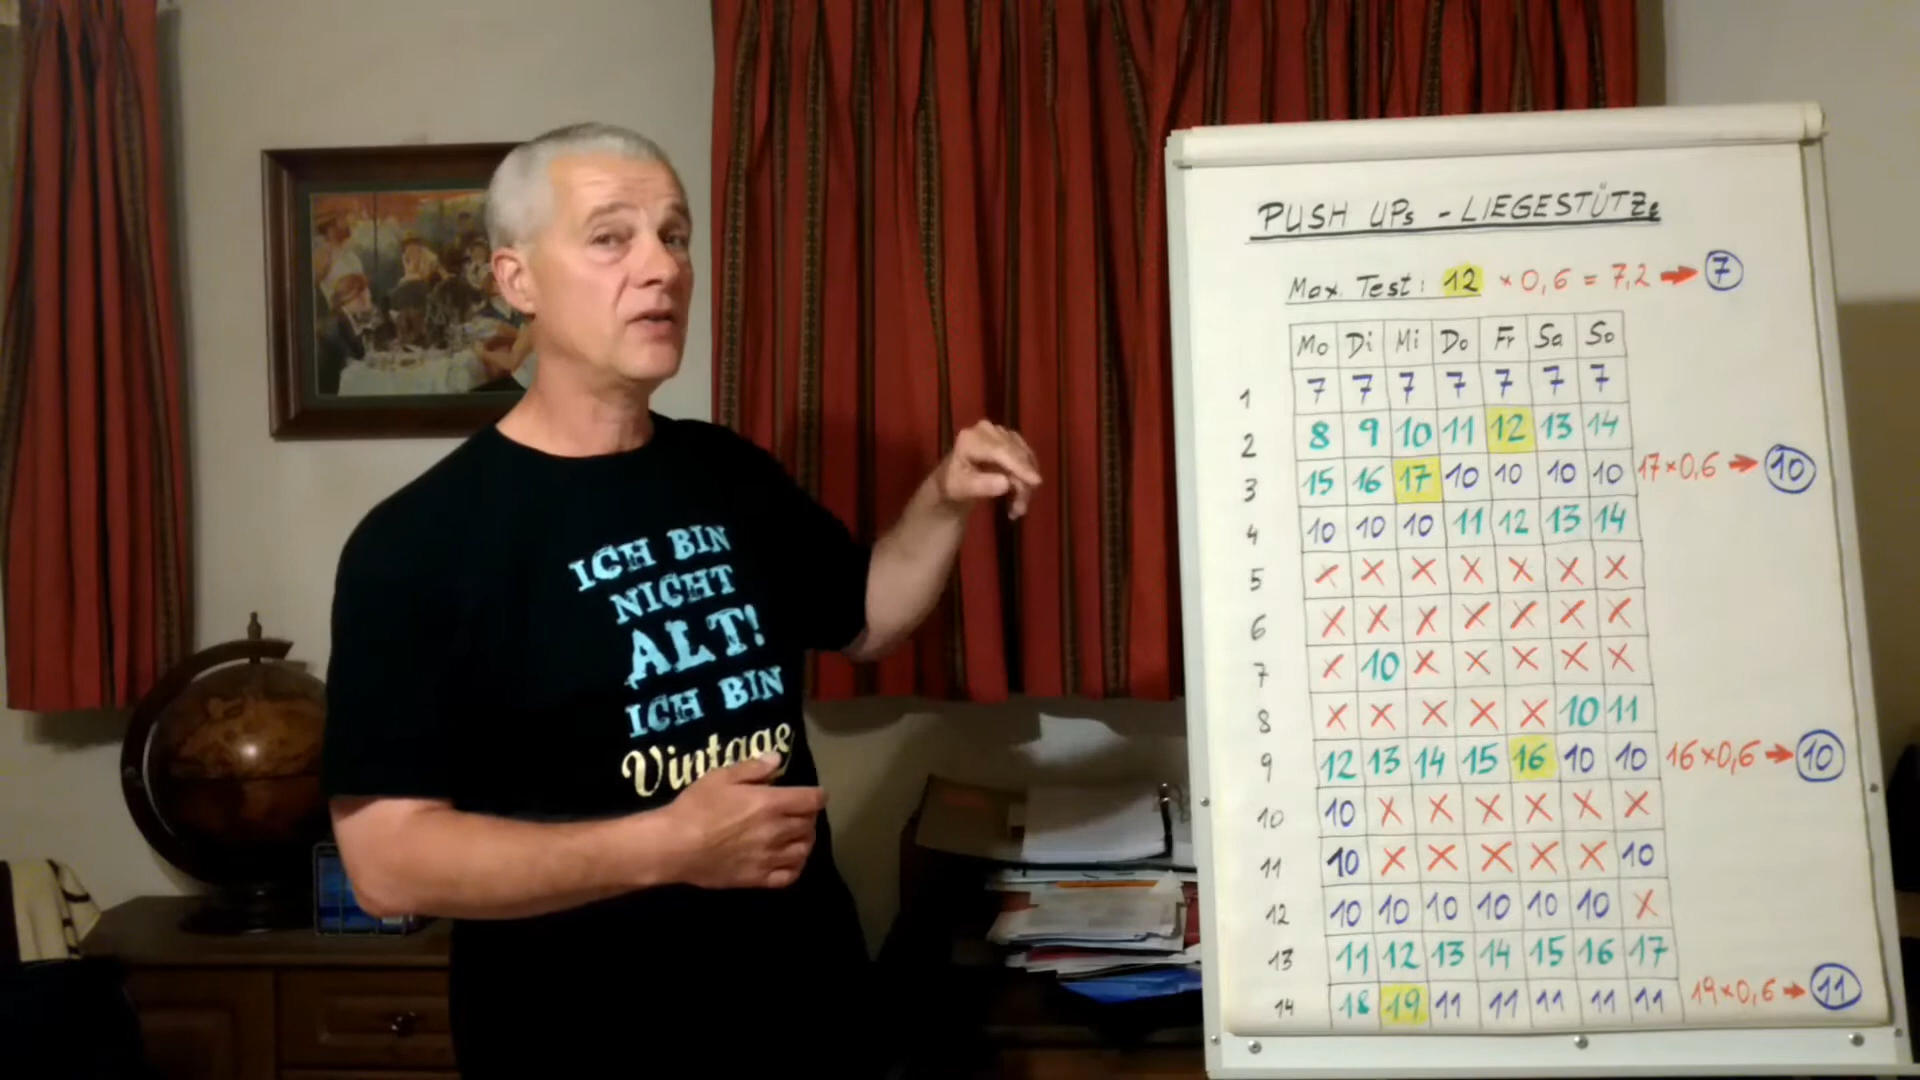 ICH BIN
NICHT
ALT!
ICH BIN
Vintage
PUSH UPs - LIEGESTÜTZe
Max. Test: 12 × 0,6 = 7,2 → 7
Mo Di Mi Do Fr Sa So
1 7 7 7 7 7 7 7
2 8 9 10 11 12 13 14
3 15 16 17 10 10 10 10 17×0,6 → 10
4 10 10 10 11 12 13 14
5 X X X X X X X
6 X X X X X X X
7 X 10 X X X X X
8 X X X X X 10 11
9 12 13 14 15 16 10 10 16×0,6 → 10
10 10 X X X X X X
11 10 X X X X X 10
12 10 10 10 10 10 10 X
13 11 12 13 14 15 16 17
14 18 19 11 11 11 11 11 19×0,6 → 11